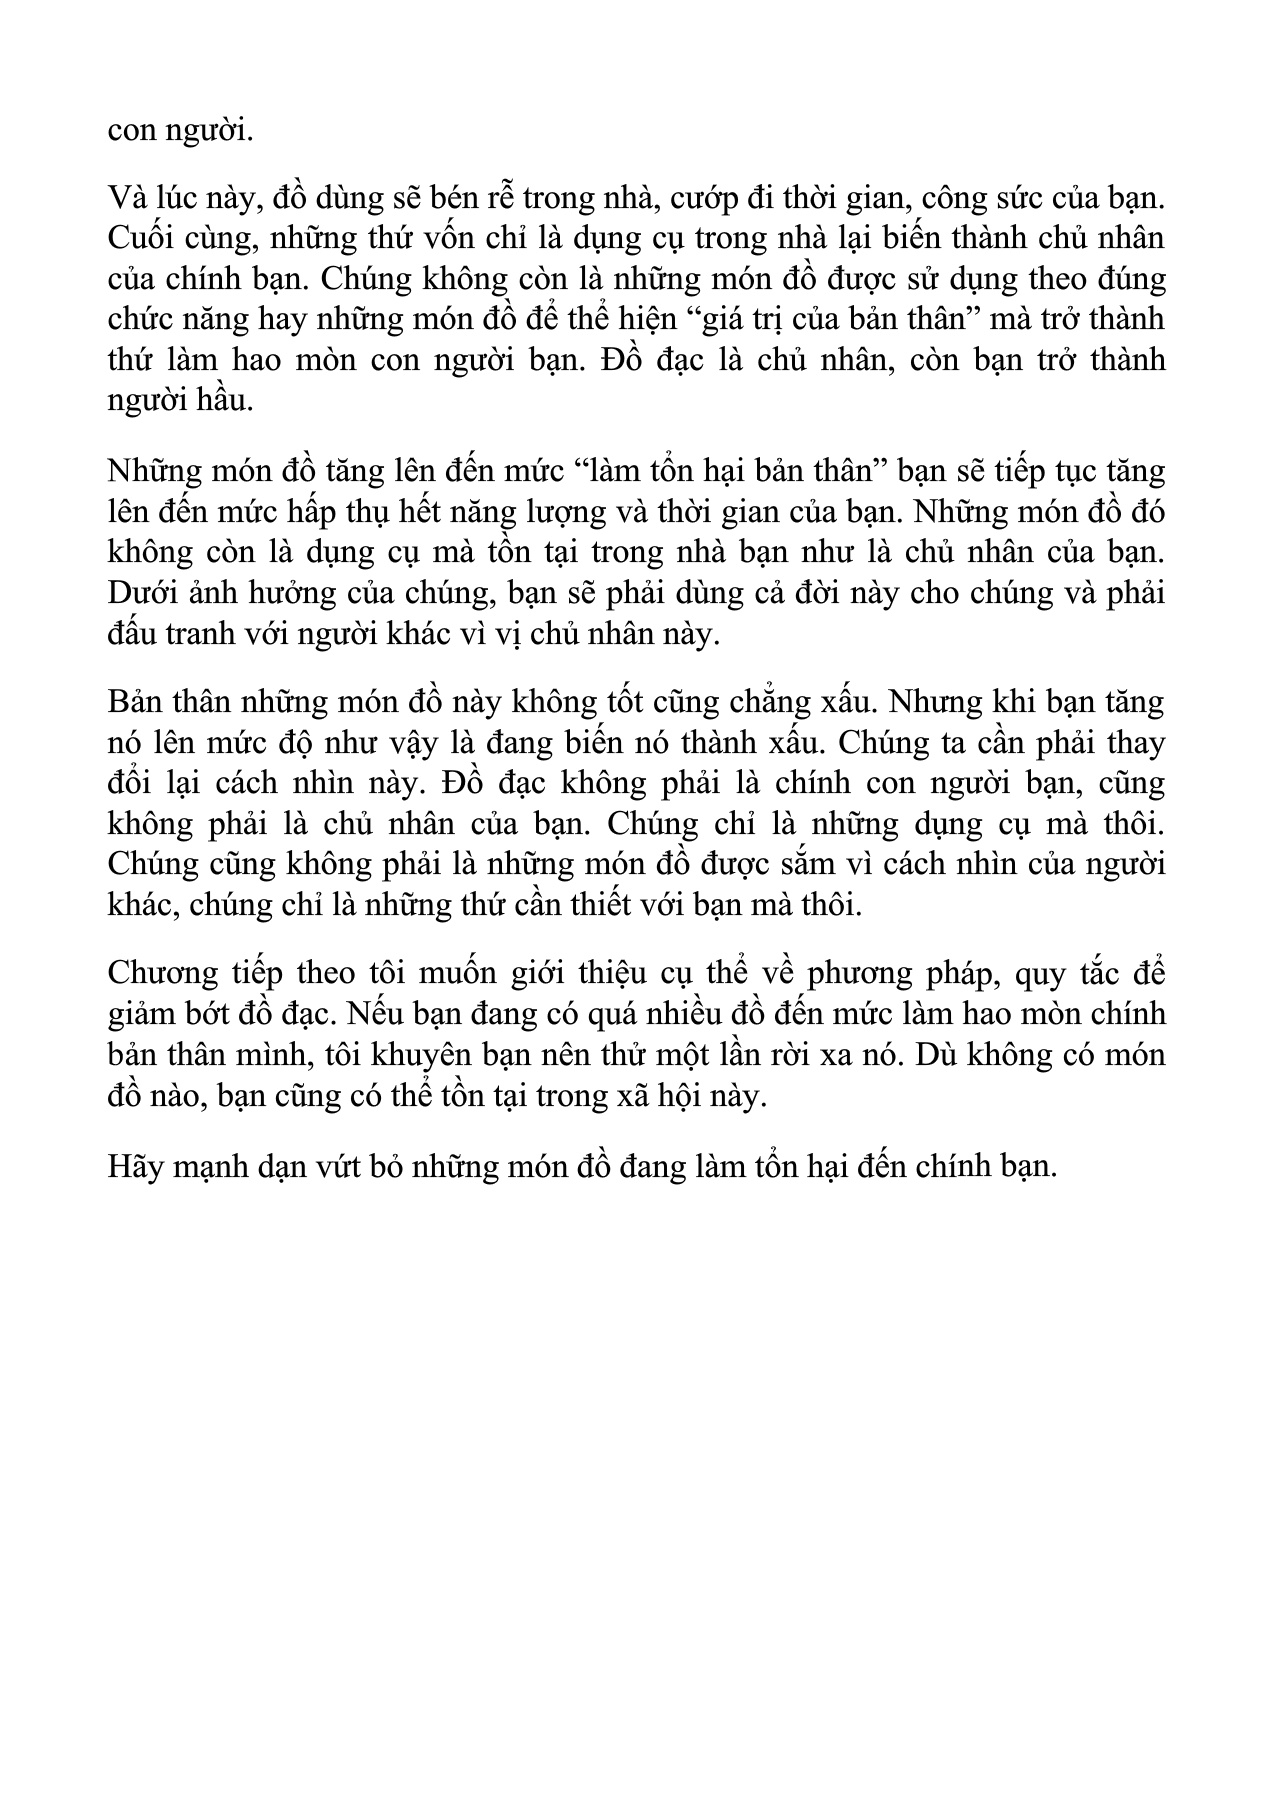 con người.
Và lúc này, đồ dùng sẽ bén rễ trong nhà, cướp đi thời gian, công sức của bạn.
Cuối cùng, những thứ vốn chỉ là dụng cụ trong nhà lại biến thành chủ nhân
của chính bạn. Chúng không còn là những món đồ được sử dụng theo đúng
chức năng hay những món đồ để thể hiện “giá trị của bản thân” mà trở thành
thứ làm hao mòn con người bạn. Đồ đạc là chủ nhân, còn bạn trở thành
người hầu.
Những món đồ tăng lên đến mức “làm tổn hại bản thân” bạn sẽ tiếp tục tăng
lên đến mức hấp thụ hết năng lượng và thời gian của bạn. Những món đồ đó
không còn là dụng cụ mà tồn tại trong nhà bạn như là chủ nhân của bạn.
Dưới ảnh hưởng của chúng, bạn sẽ phải dùng cả đời này cho chúng và phải
đấu tranh với người khác vì vị chủ nhân này.
Bản thân những món đồ này không tốt cũng chẳng xấu. Nhưng khi bạn tăng
nó lên mức độ như vậy là đang biến nó thành xấu. Chúng ta cần phải thay
đổi lại cách nhìn này. Đồ đạc không phải là chính con người bạn, cũng
không phải là chủ nhân của bạn. Chúng chỉ là những dụng cụ mà thôi.
Chúng cũng không phải là những món đồ được sắm vì cách nhìn của người
khác, chúng chỉ là những thứ cần thiết với bạn mà thôi.
Chương tiếp theo tôi muốn giới thiệu cụ thể về phương pháp, quy tắc để
giảm bớt đồ đạc. Nếu bạn đang có quá nhiều đồ đến mức làm hao mòn chính
bản thân mình, tôi khuyên bạn nên thử một lần rời xa nó. Dù không có món
đồ nào, bạn cũng có thể tồn tại trong xã hội này.
Hãy mạnh dạn vứt bỏ những món đồ đang làm tổn hại đến chính bạn.